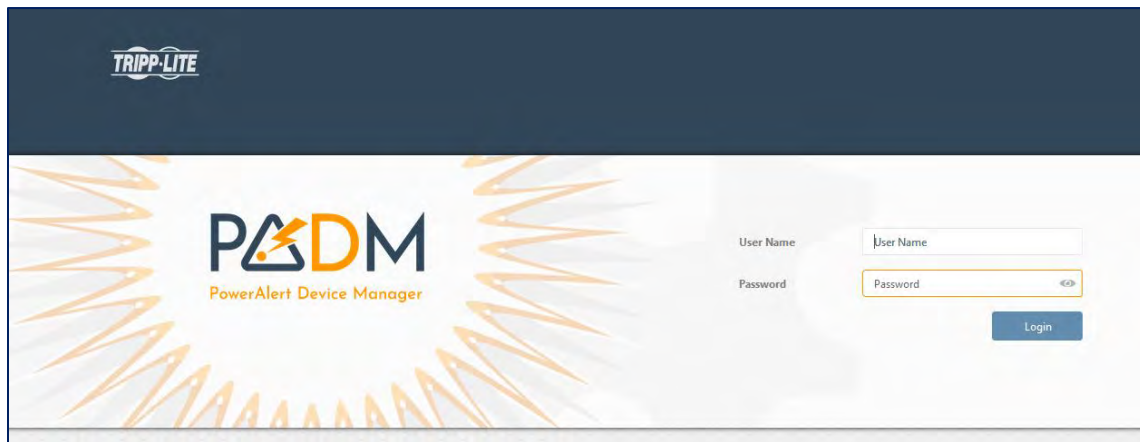 TRIPP·LITE
PADM
PowerAlert Device Manager
User Name User Name
Password Password
Login